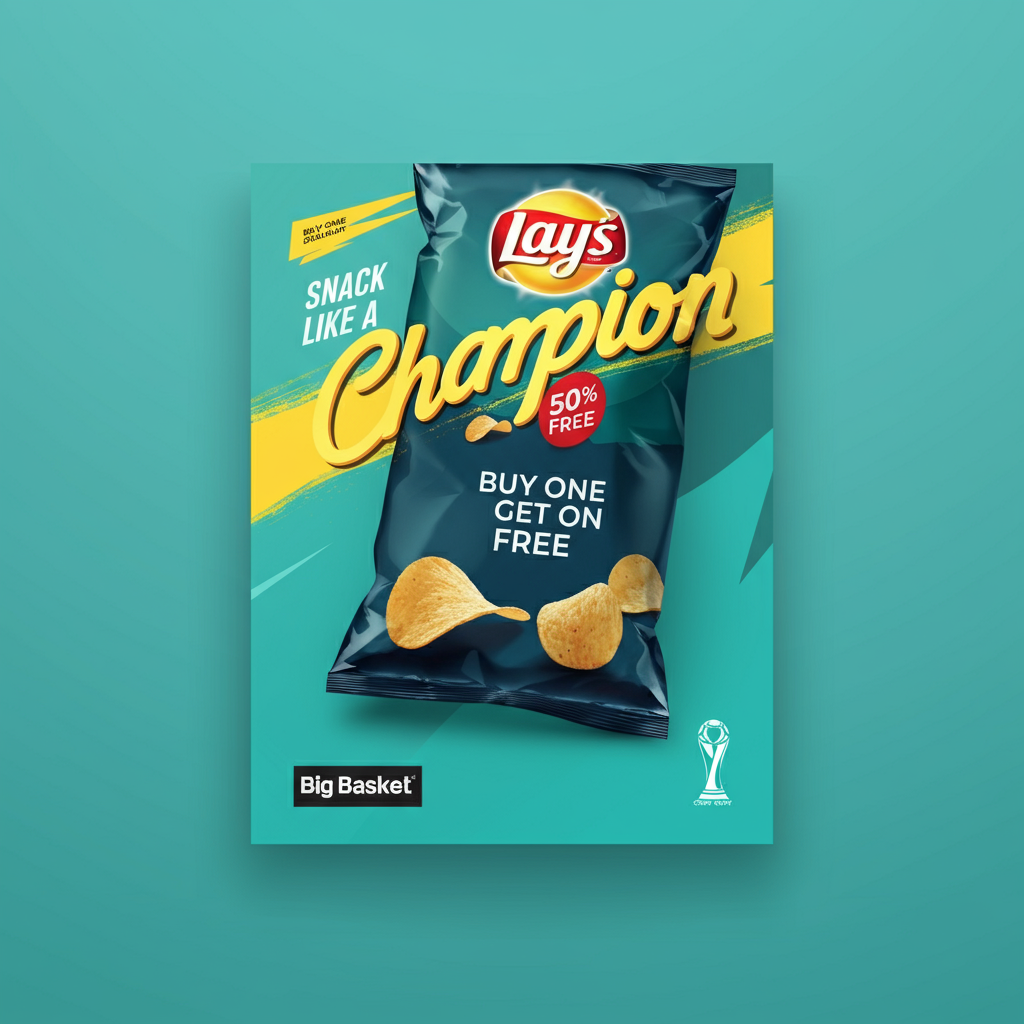 SNACK
LIKE A
Lay's
Champion
50%
FREE
BUY ONE
GET ON
FREE
Big Basket